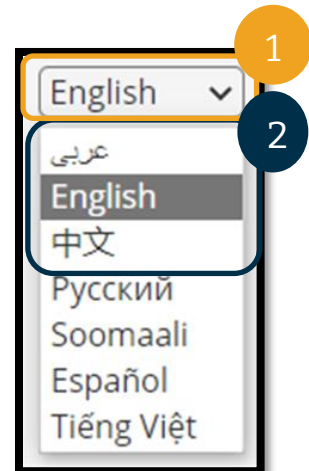 1
English
2
عربى
English
中文
Русский
Soomaali
Español
Tiếng Việt